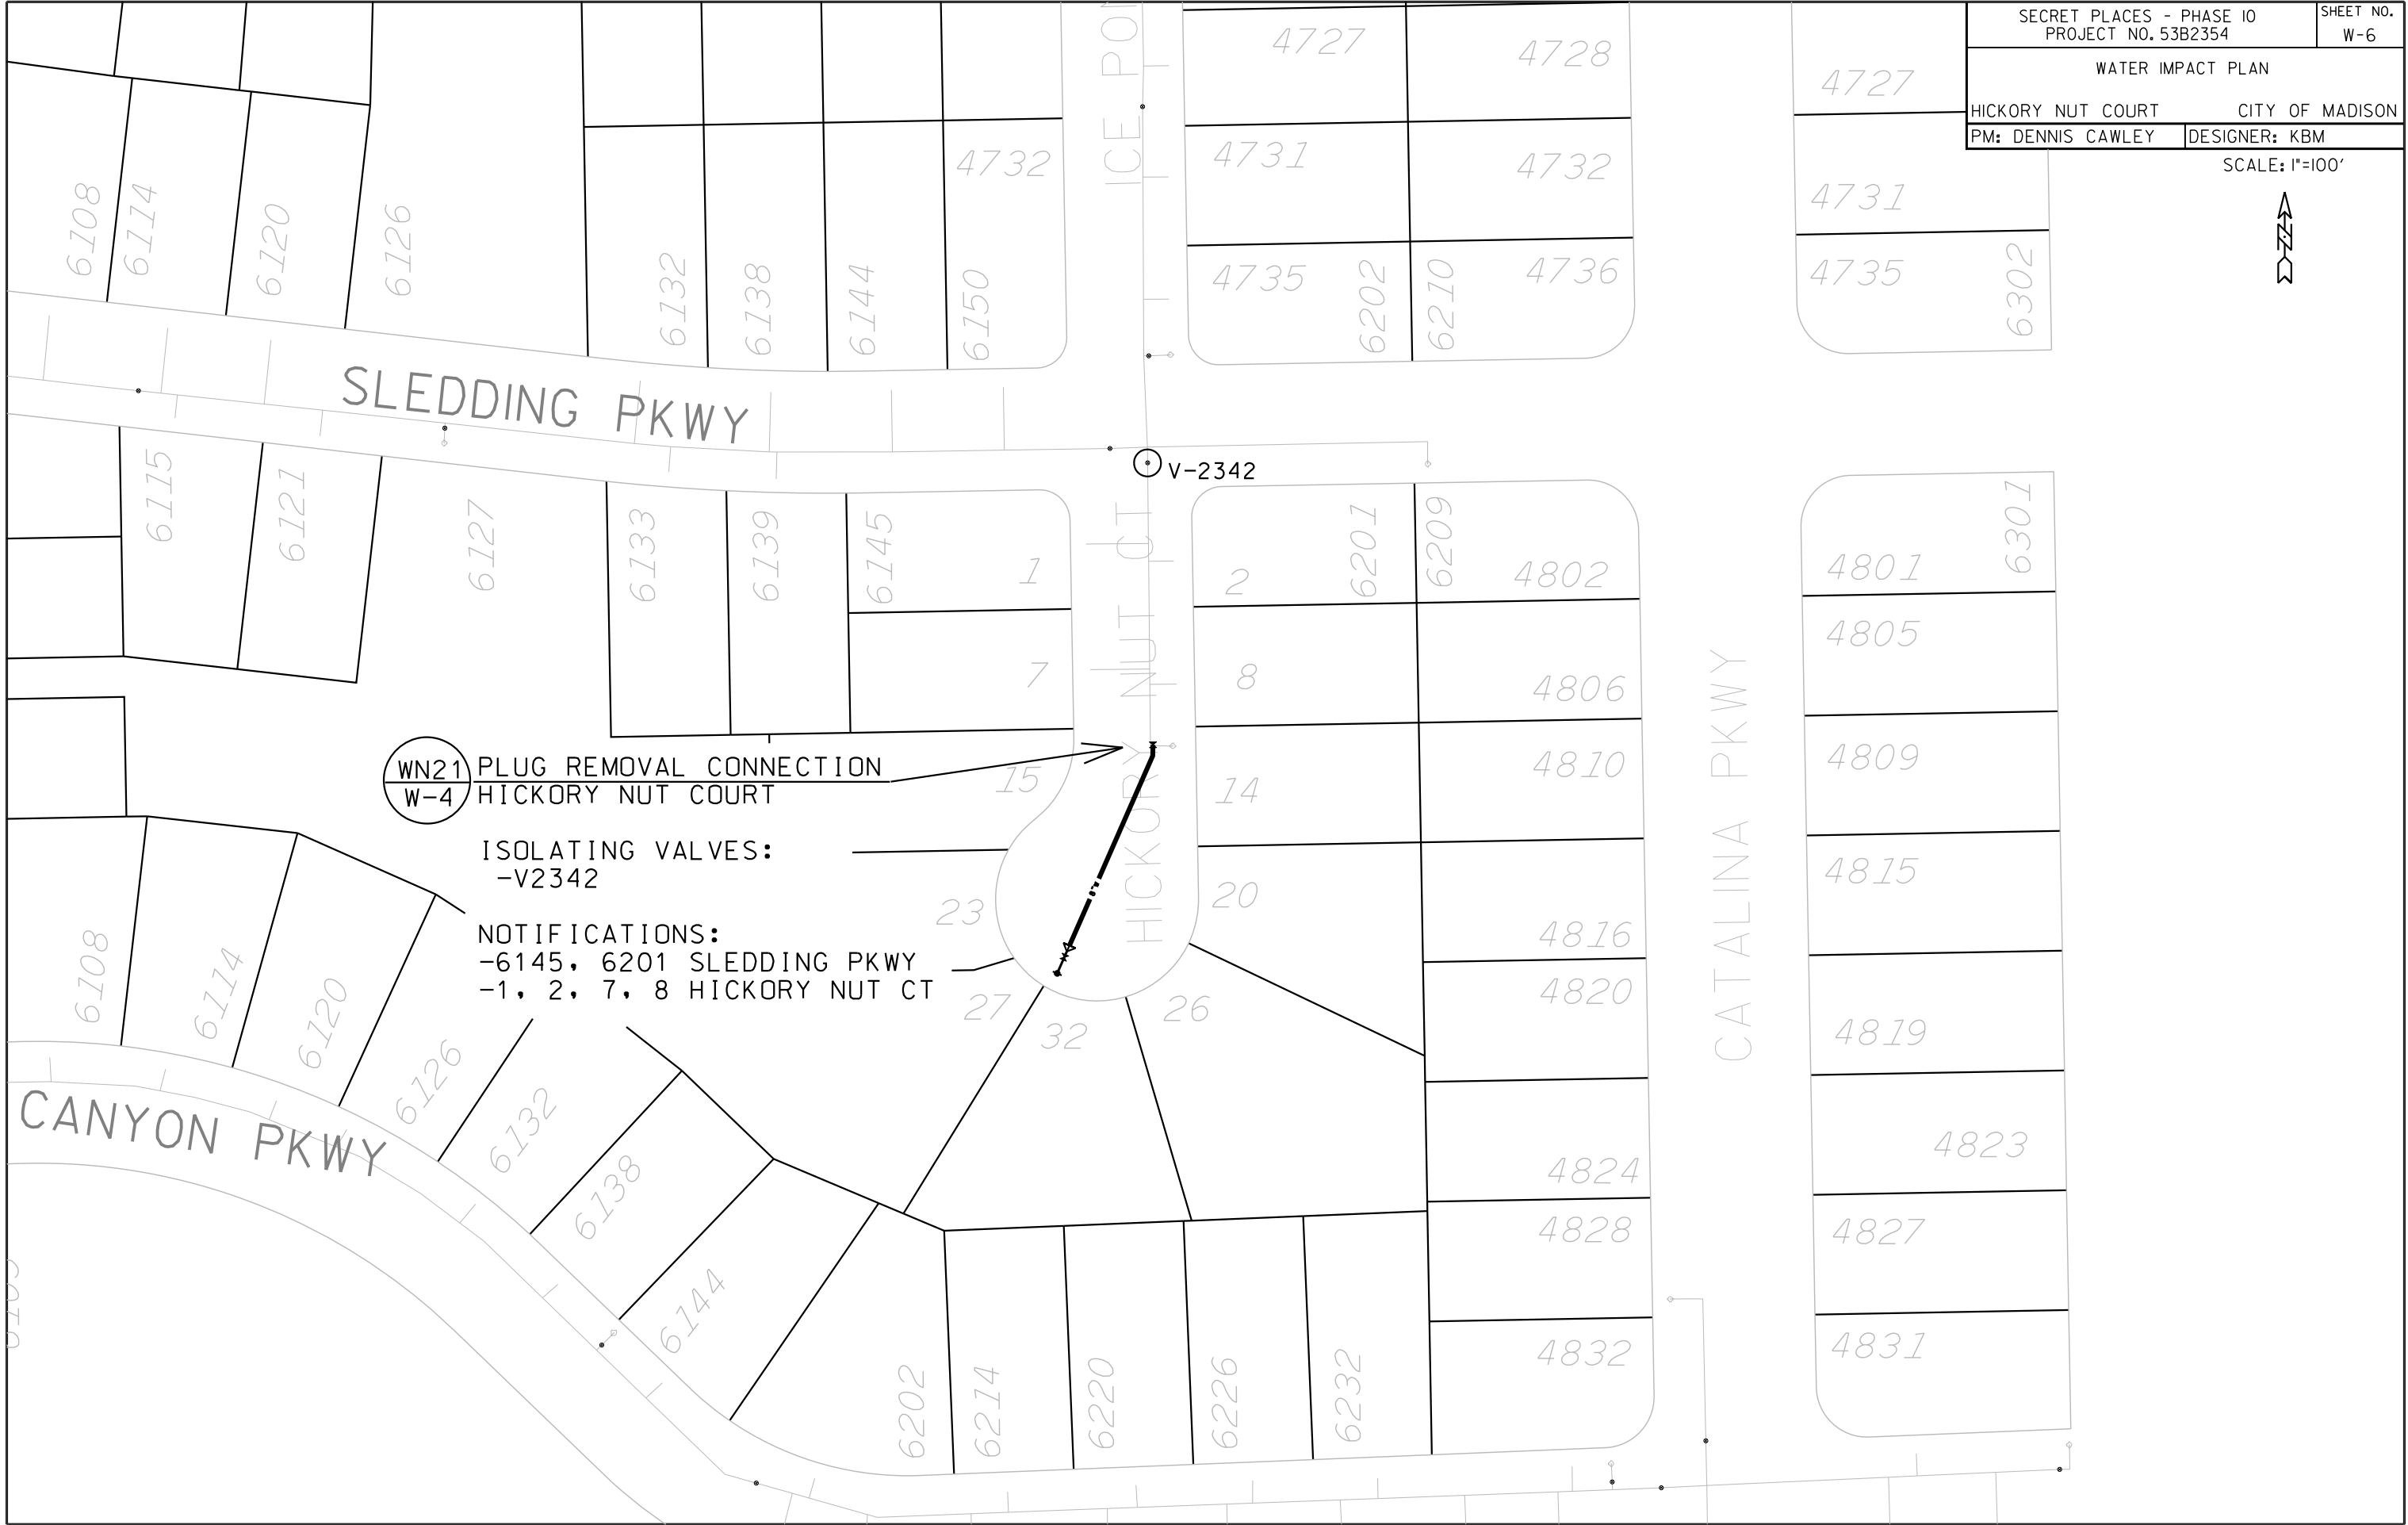 SECRET PLACES - PHASE 10
PROJECT NO. 53B2354
SHEET NO.
W-6
WATER IMPACT PLAN
HICKORY NUT COURT CITY OF MADISON
PM: DENNIS CAWLEY DESIGNER: KBM
SCALE: 1"=100'
N
4727 4728 4727
4732 4731 4732 4731
4735 4736 4735
6108 6114 6120 6126 6132 6138 6144 6150 6202 6210 6302
SLEDDING PKWY
V-2342
6115 6121 6127 6133 6139 6145 6201 6209 6301
1 2 4802 4801
7 8 4806 4805
15 14 4810 4809
23 20 4816 4815
27 32 26 4820 4819
4824 4823
4828 4827
4832 4831
HICKORY NUT CT
CATALINA PKWY
WN21
W-4
PLUG REMOVAL CONNECTION
HICKORY NUT COURT
ISOLATING VALVES:
-V2342
NOTIFICATIONS:
-6145, 6201 SLEDDING PKWY
-1, 2, 7, 8 HICKORY NUT CT
6108 6114 6120 6126 6132 6138 6144 6202 6214 6220 6226 6232
CANYON PKWY